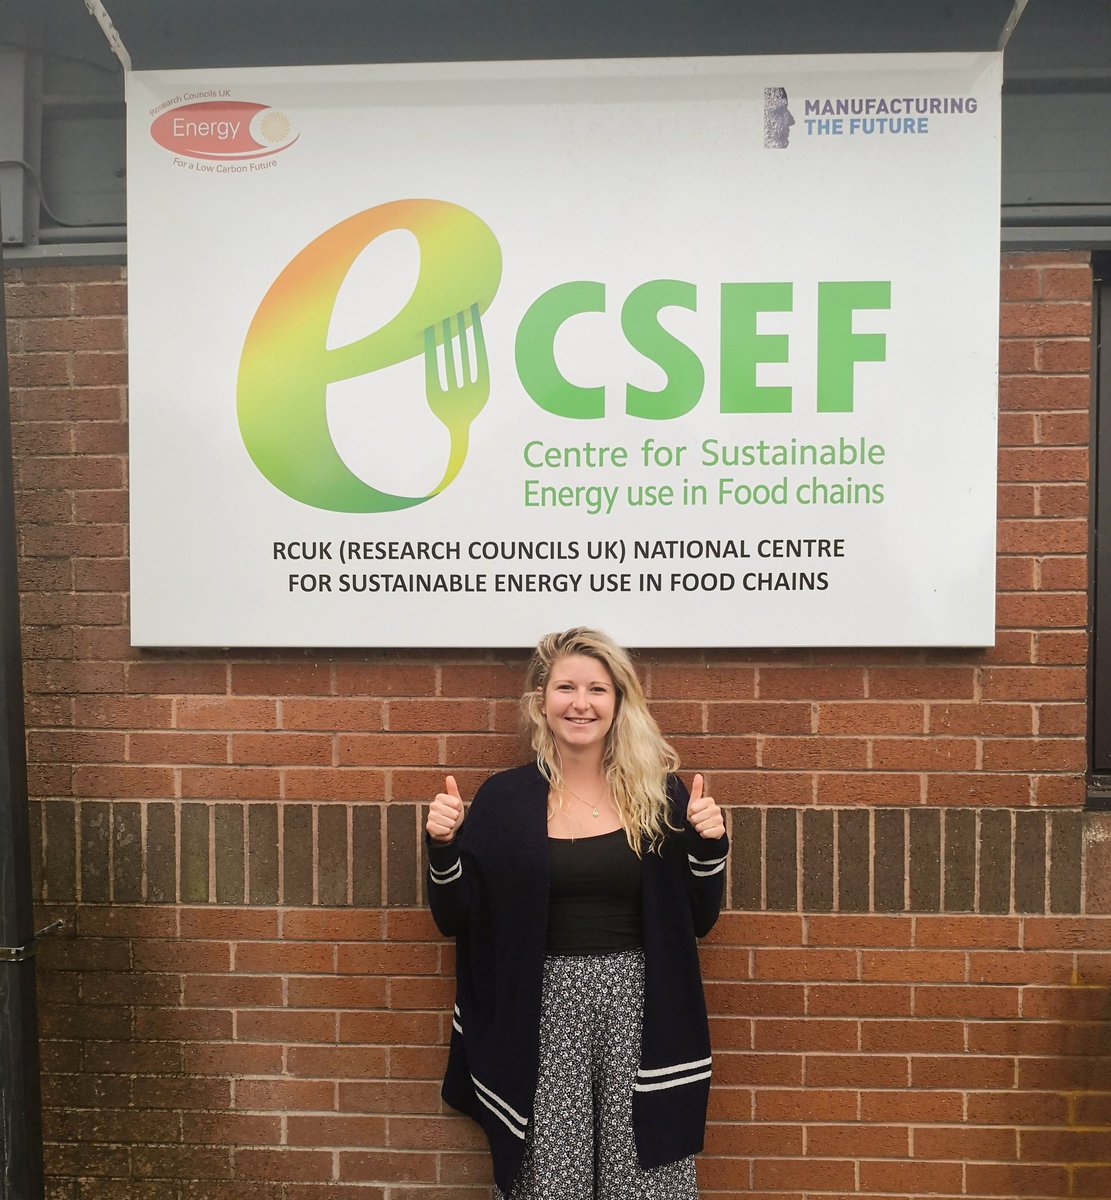 Research Councils UK
Energy
For a Low Carbon Future
MANUFACTURING
THE FUTURE
e CSEF
Centre for Sustainable
Energy use in Food chains
RCUK (RESEARCH COUNCILS UK) NATIONAL CENTRE
FOR SUSTAINABLE ENERGY USE IN FOOD CHAINS